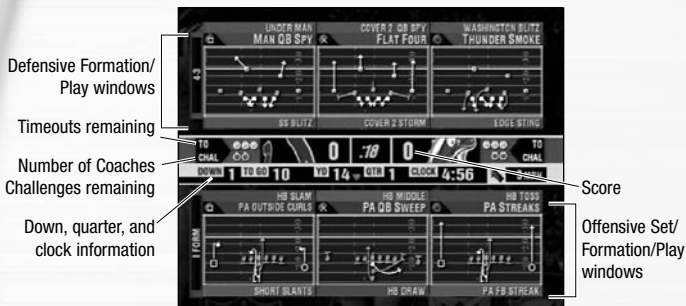 UNDER MAN
MAN QB SPY
COVER 2 QB SPY
FLAT FOUR
WASHINGTON BLITZ
THUNDER SMOKE
4-3
SS BLITZ
COVER 2 STORM
EDGE STING
Defensive Formation/
Play windows
Timeouts remaining
Number of Coaches
Challenges remaining
Down, quarter, and
clock information
TO
CHAL
0 :18 0
TO
CHAL
DOWN 1 TO GO 10 YD 14 QTR 1 CLOCK 4:56
Score
HB SLAM
PA OUTSIDE CURLS
HB MIDDLE
PA QB SWEEP
HB TOSS
PA STREAKS
I FORM
SHORT SLANTS
HB DRAW
PA FB STREAK
Offensive Set/
Formation/Play
windows